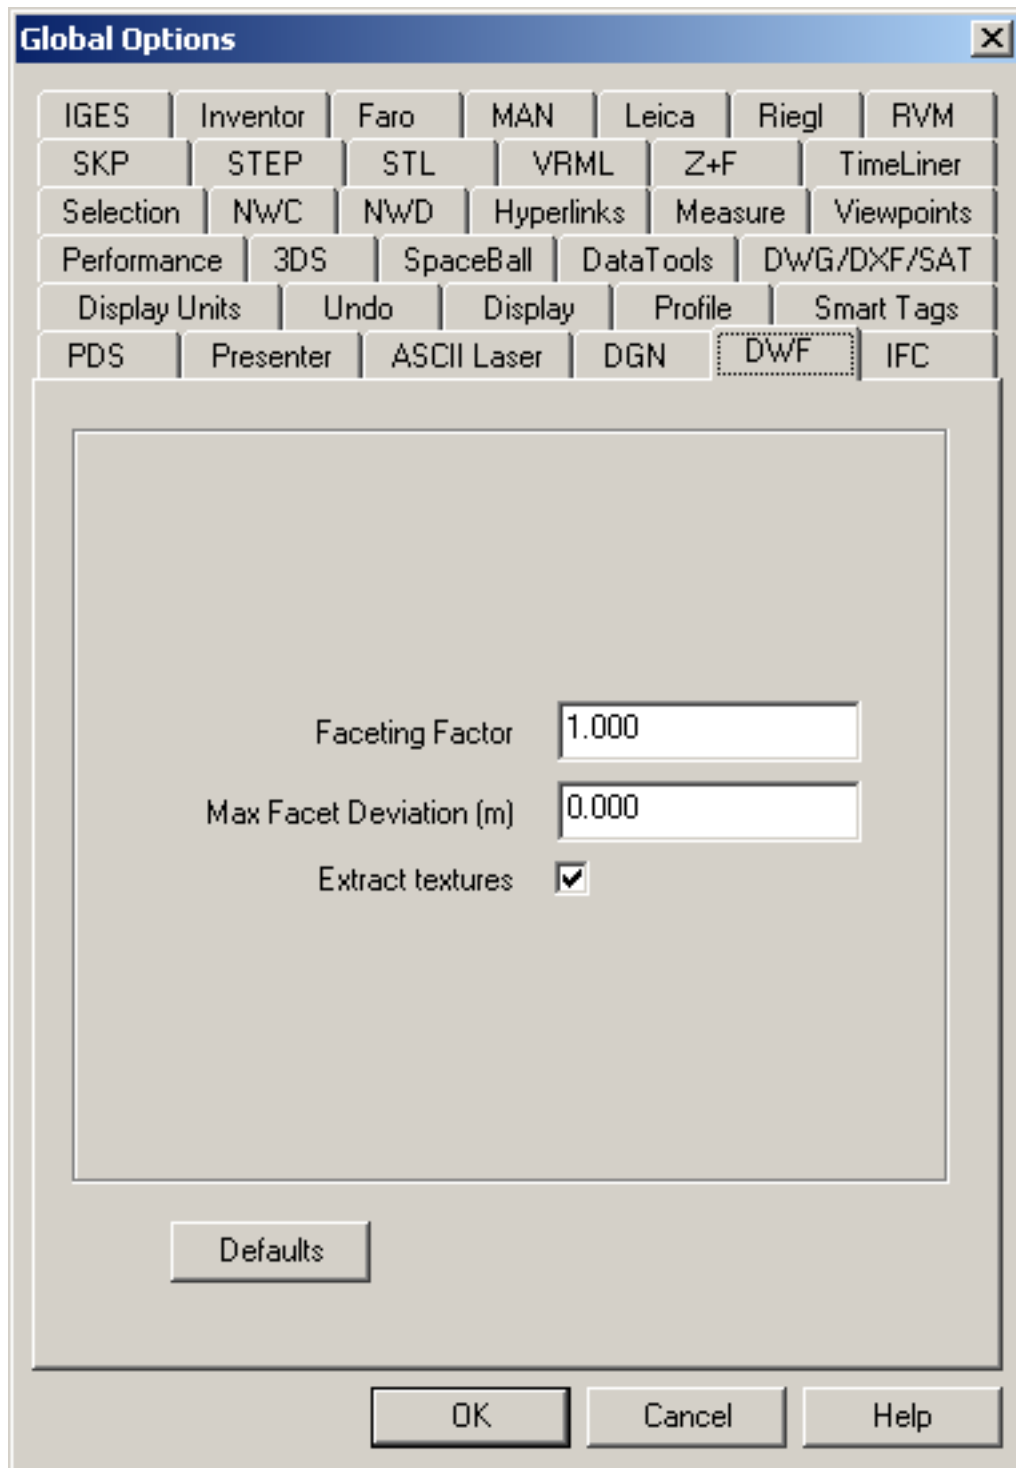 Global Options
IGES Inventor Faro MAN Leica Riegl RVM
SKP STEP STL VRML Z+F TimeLiner
Selection NWC NWD Hyperlinks Measure Viewpoints
Performance 3DS SpaceBall DataTools DWG/DXF/SAT
Display Units Undo Display Profile Smart Tags
PDS Presenter ASCII Laser DGN DWF IFC
Faceting Factor 1.000
Max Facet Deviation (m) 0.000
Extract textures
Defaults
OK Cancel Help